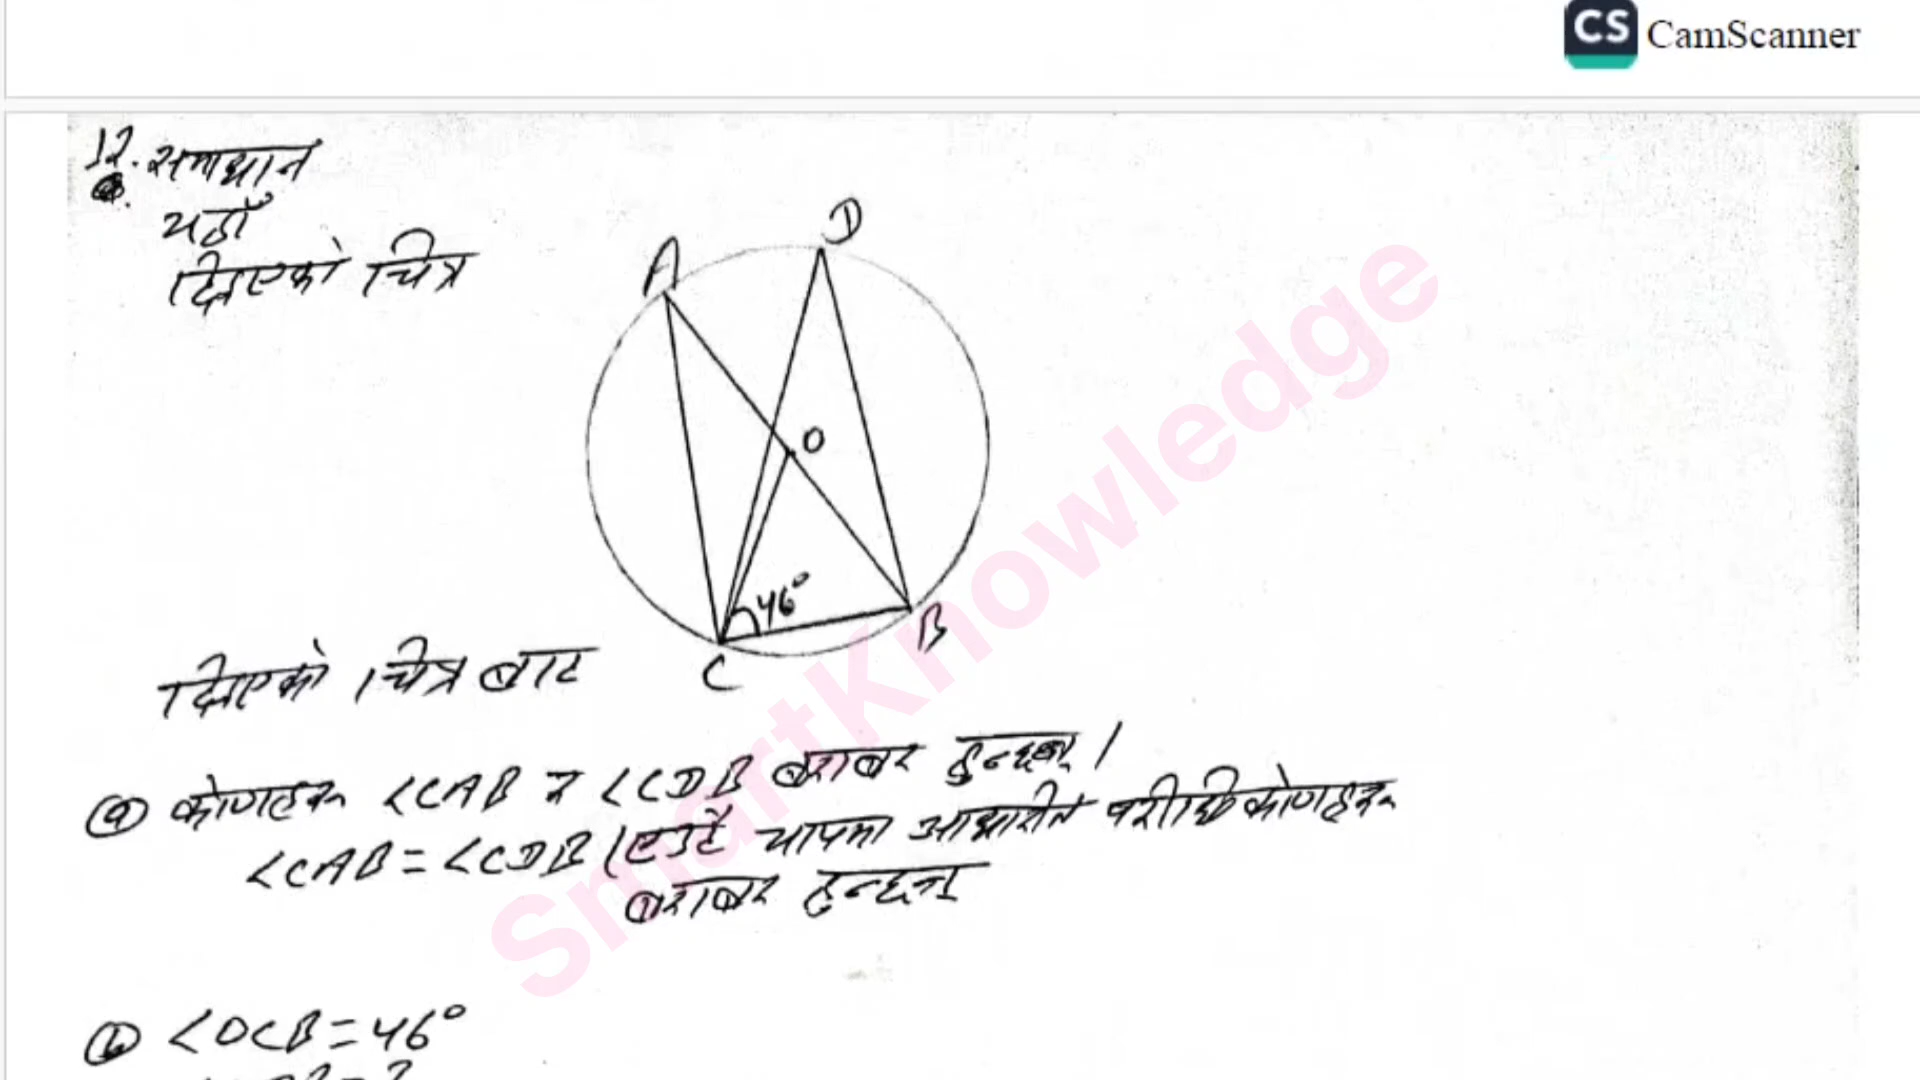 CS CamScanner
12. समाधान
यहाँ
दिइएको चित्र
A
D
O
46°
B
C
दिइएको चित्र बाट
(a) कोणहरू <CAB र <CDB बराबर हुन्छन् ।
<CAB = <CDB (एउटै चापमा आधारीत परीधि कोणहरू
बराबर हुन्छन्
(b) <OCB = 46°
SmartKnowledge